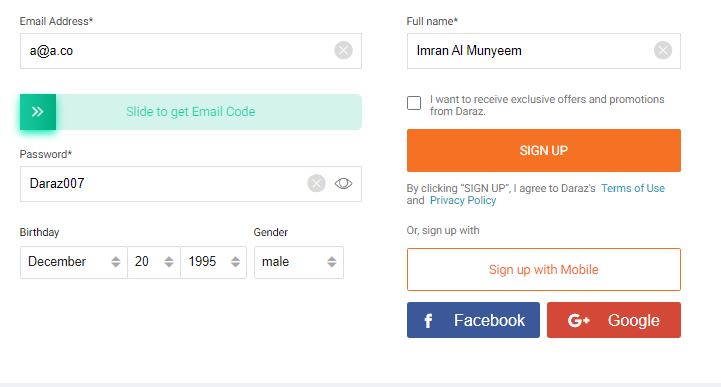 Email Address*
a@a.co
Slide to get Email Code
Password*
Daraz007
Birthday
Gender
December 20 1995 male
Full name*
Imran Al Munyeem
I want to receive exclusive offers and promotions
from Daraz.
SIGN UP
By clicking “SIGN UP”, I agree to Daraz's Terms of Use
and Privacy Policy
Or, sign up with
Sign up with Mobile
f Facebook
G+ Google